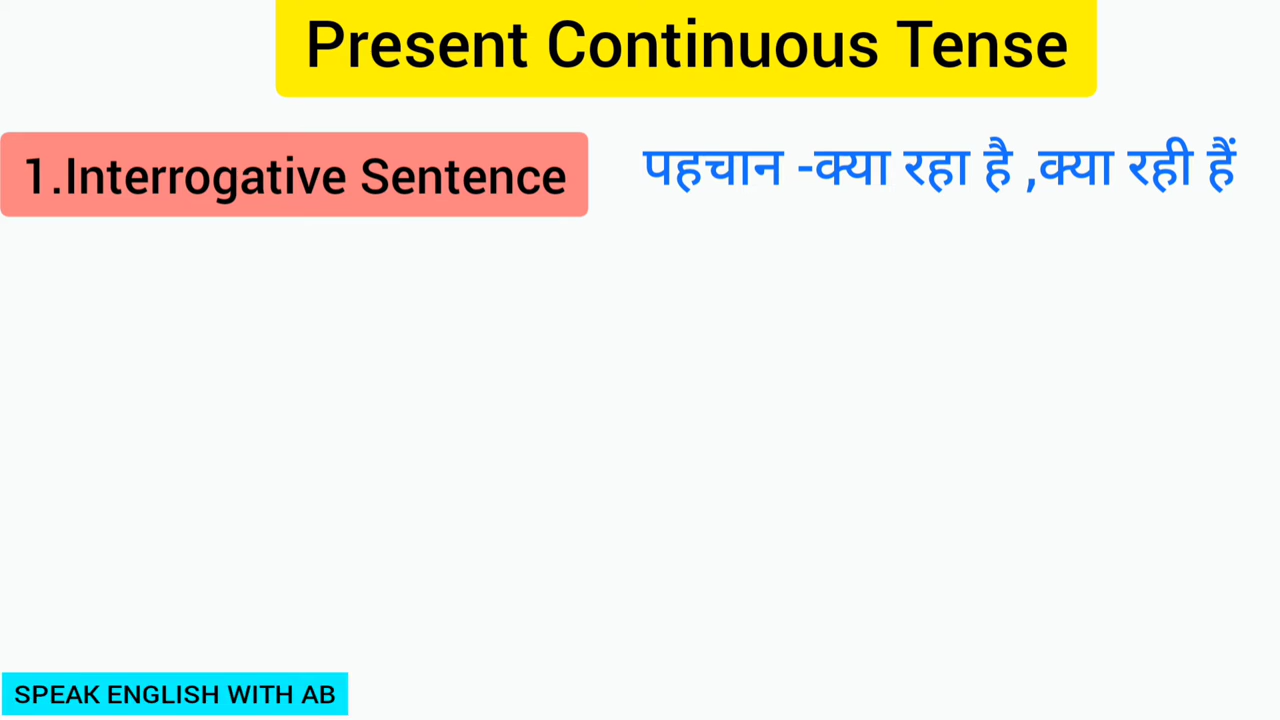 Present Continuous Tense
1.Interrogative Sentence
पहचान -क्या रहा है ,क्या रही हैं
SPEAK ENGLISH WITH AB